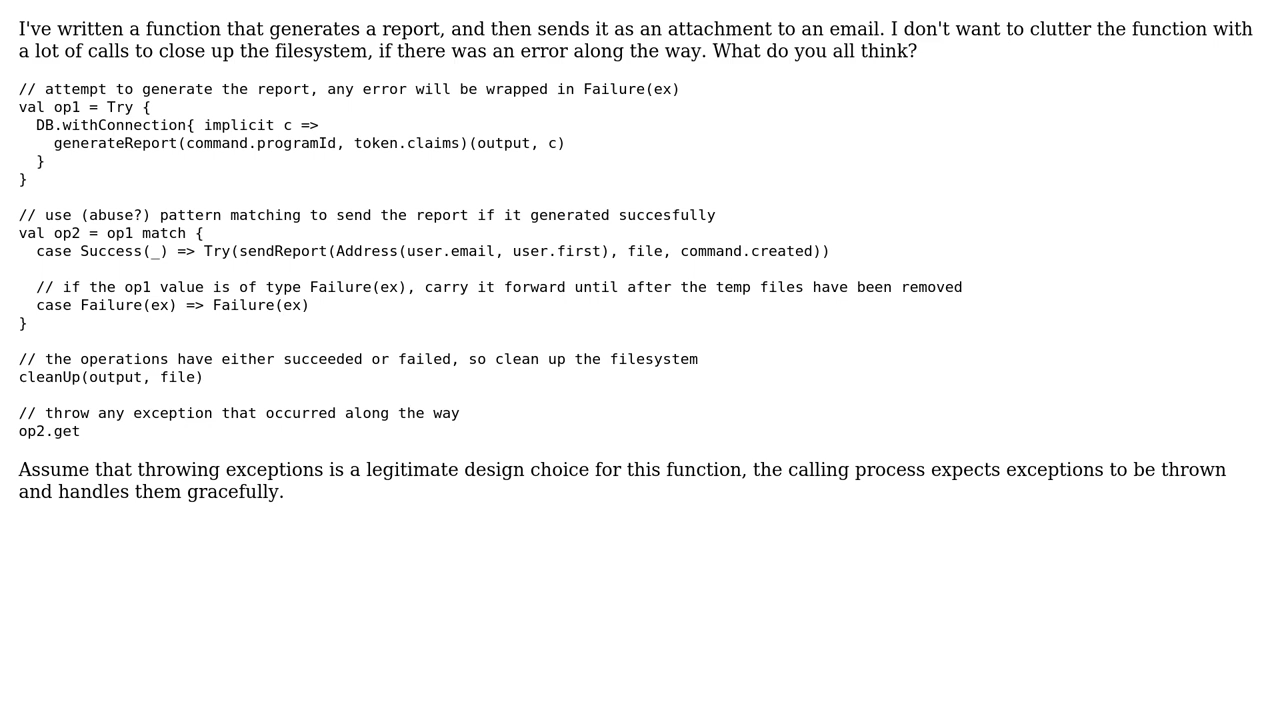 I've written a function that generates a report, and then sends it as an attachment to an email. I don't want to clutter the function with
a lot of calls to close up the filesystem, if there was an error along the way. What do you all think?
// attempt to generate the report, any error will be wrapped in Failure(ex)
val op1 = Try {
  DB.withConnection{ implicit c =>
    generateReport(command.programId, token.claims)(output, c)
  }
}
// use (abuse?) pattern matching to send the report if it generated succesfully
val op2 = op1 match {
  case Success(_) => Try(sendReport(Address(user.email, user.first), file, command.created))
  // if the op1 value is of type Failure(ex), carry it forward until after the temp files have been removed
  case Failure(ex) => Failure(ex)
}
// the operations have either succeeded or failed, so clean up the filesystem
cleanUp(output, file)
// throw any exception that occurred along the way
op2.get
Assume that throwing exceptions is a legitimate design choice for this function, the calling process expects exceptions to be thrown
and handles them gracefully.